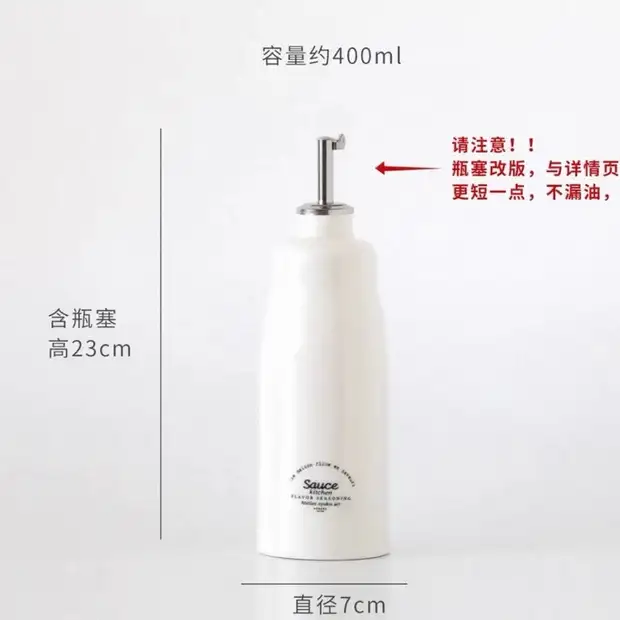 容量约400ml
请注意！！
瓶塞改版，与详情页
更短一点，不漏油，
含瓶塞
高23cm
Sauce
kitchen
FLAVOR SEASONING
直径7cm